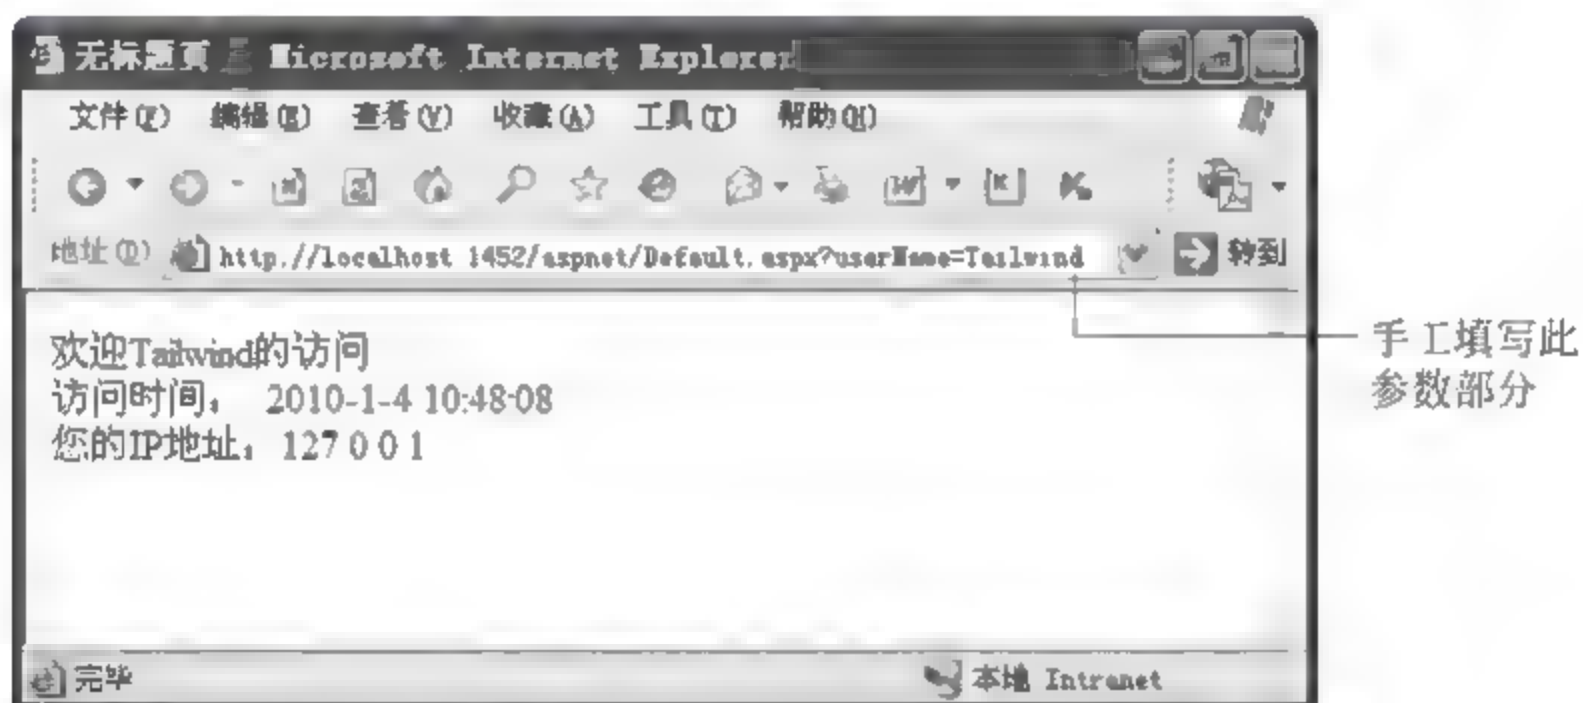 无标题页 - Microsoft Internet Explorer
文件(F) 编辑(E) 查看(V) 收藏(A) 工具(T) 帮助(H)
地址(D) http://localhost:1452/aspnet/Default.aspx?userName=Tailwind 转到
欢迎Tailwind的访问
访问时间: 2010-1-4 10:48:08
您的IP地址: 127.0.0.1
手工填写此
参数部分
完毕 本地 Intranet